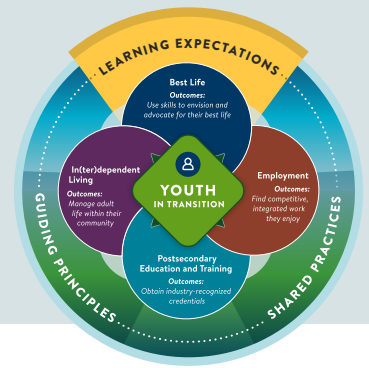 LEARNING EXPECTATIONS
Best Life
Outcomes:
Use skills to envision and
advocate for their best life
In(ter)dependent
Living
Outcomes:
Manage adult
life within their
community
YOUTH
IN TRANSITION
Employment
Outcomes:
Find competitive,
integrated work
they enjoy
Postsecondary
Education and Training
Outcomes:
Obtain industry-recognized
credentials
GUIDING PRINCIPLES
SHARED PRACTICES